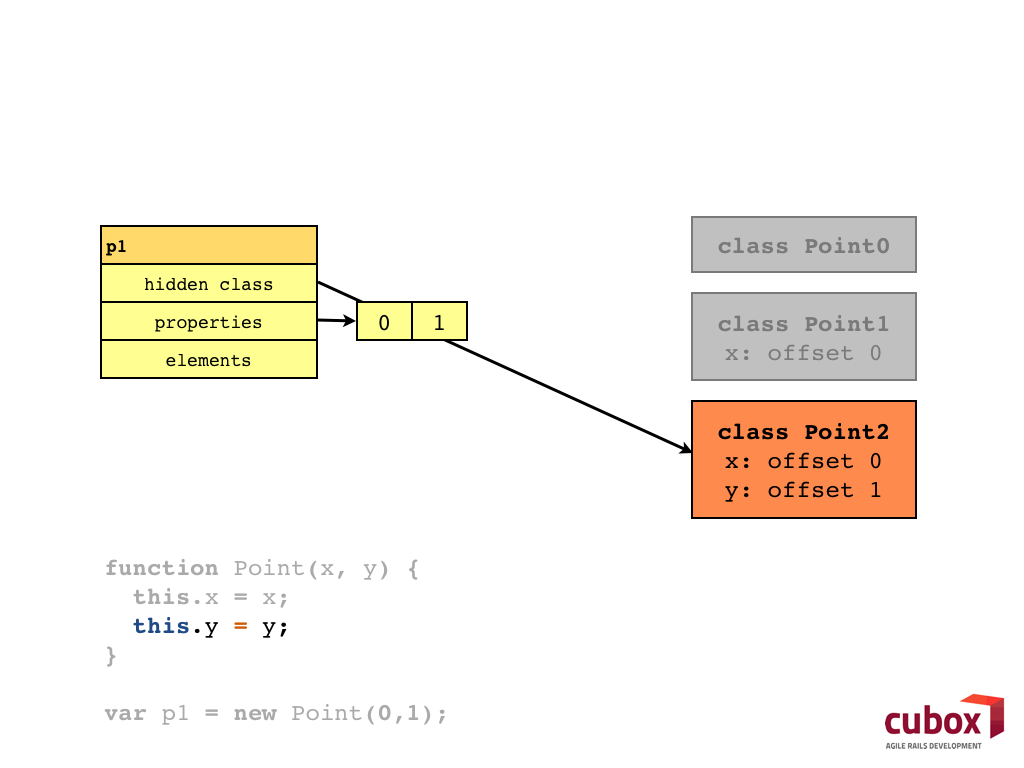 p1
hidden class
properties
elements
0 1
class Point0
class Point1
x: offset 0
class Point2
x: offset 0
y: offset 1
function Point(x, y) {
  this.x = x;
  this.y = y;
}
var p1 = new Point(0,1);
cubox
AGILE RAILS DEVELOPMENT